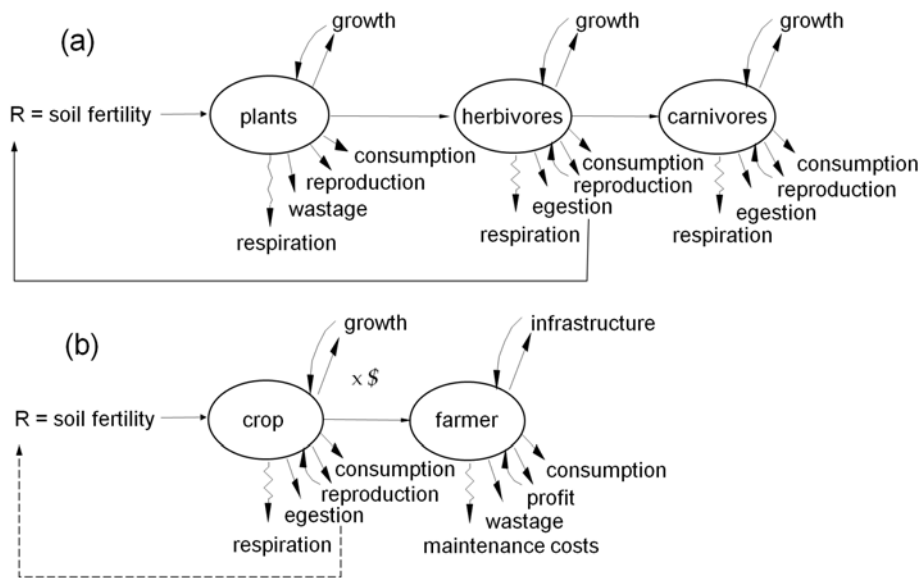 (a)
growth
growth
growth
R = soil fertility
plants
herbivores
carnivores
consumption
reproduction
wastage
respiration
consumption
reproduction
egestion
respiration
consumption
reproduction
egestion
respiration
(b)
growth
infrastructure
x $
R = soil fertility
crop
farmer
consumption
reproduction
egestion
respiration
consumption
profit
wastage
maintenance costs